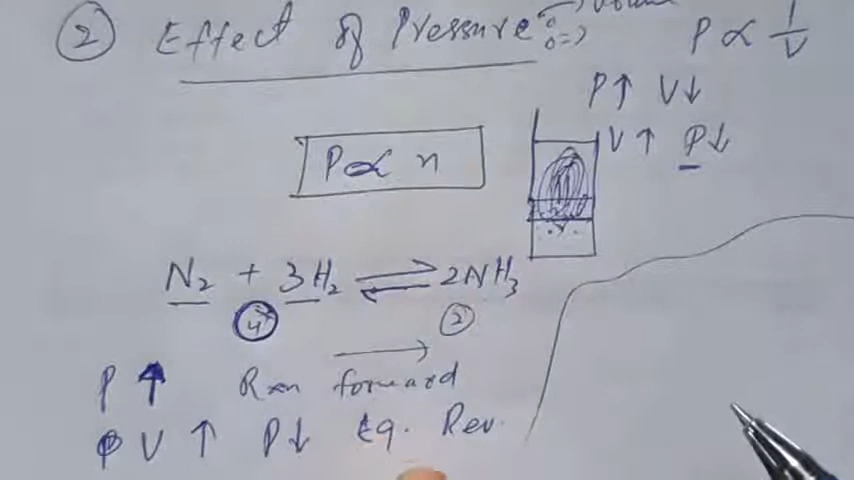 ② Effect of Pressure
P ∝ 1/V
P↑ V↓
V↑ P↓
P ∝ n
N₂ + 3H₂ ⇌ 2NH₃
④ ②
P ↑ Rxn forward →
V ↑ P↓ Eq. Rev.